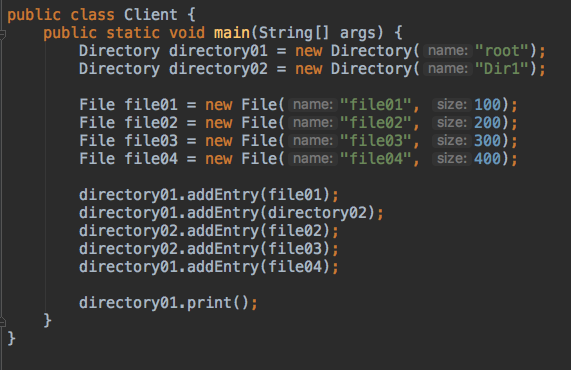 public class Client {
    public static void main(String[] args) {
        Directory directory01 = new Directory( name: "root");
        Directory directory02 = new Directory( name: "Dir1");

        File file01 = new File( name: "file01", size: 100);
        File file02 = new File( name: "file02", size: 200);
        File file03 = new File( name: "file03", size: 300);
        File file04 = new File( name: "file04", size: 400);

        directory01.addEntry(file01);
        directory01.addEntry(directory02);
        directory02.addEntry(file02);
        directory02.addEntry(file03);
        directory01.addEntry(file04);

        directory01.print();
    }
}